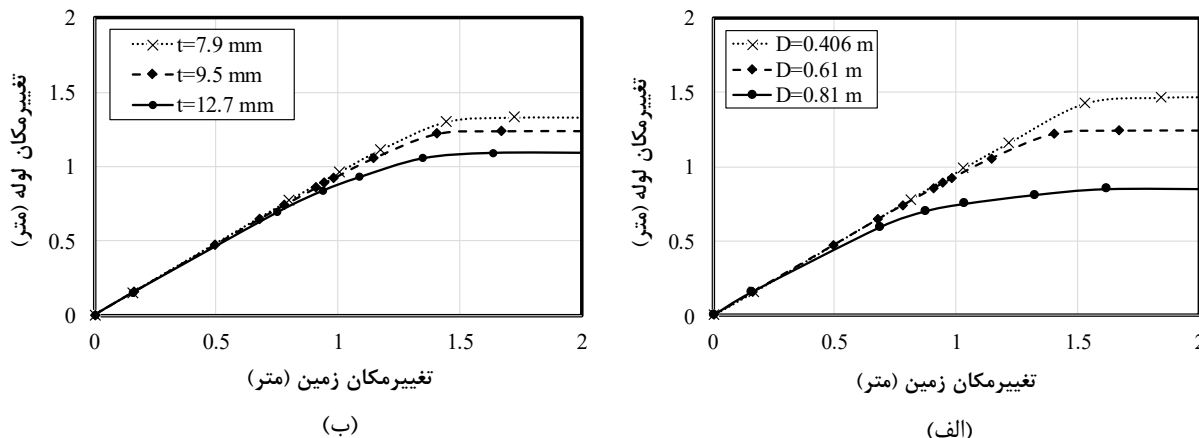 2
1.5
1
0.5
0
0
0.5
1
1.5
2
D=0.406 m
D=0.61 m
D=0.81 m
تغییرمکان لوله (متر)
تغییرمکان زمین (متر)
(الف)
2
1.5
1
0.5
0
0
0.5
1
1.5
2
t=7.9 mm
t=9.5 mm
t=12.7 mm
تغییرمکان لوله (متر)
تغییرمکان زمین (متر)
(ب)